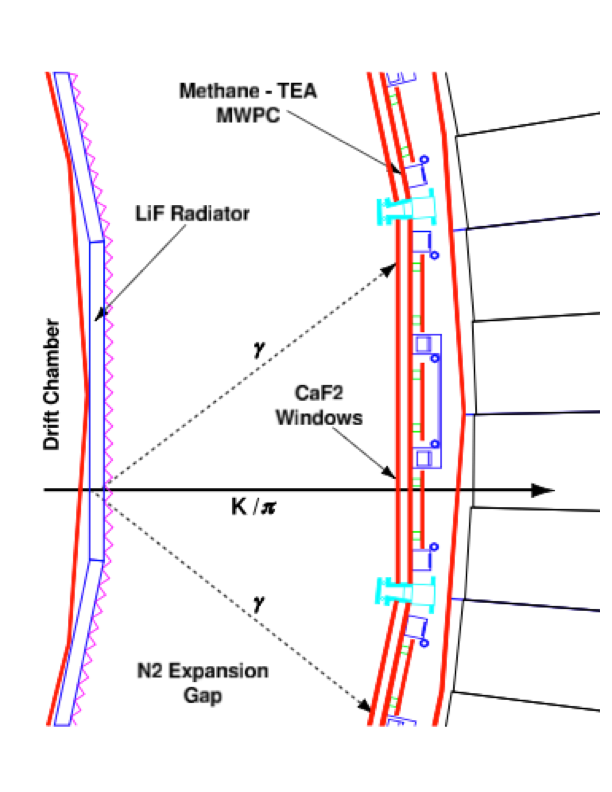 Methane - TEA
MWPC
LiF Radiator
γ
Drift Chamber
CaF2
Windows
K / π
γ
N2 Expansion
Gap